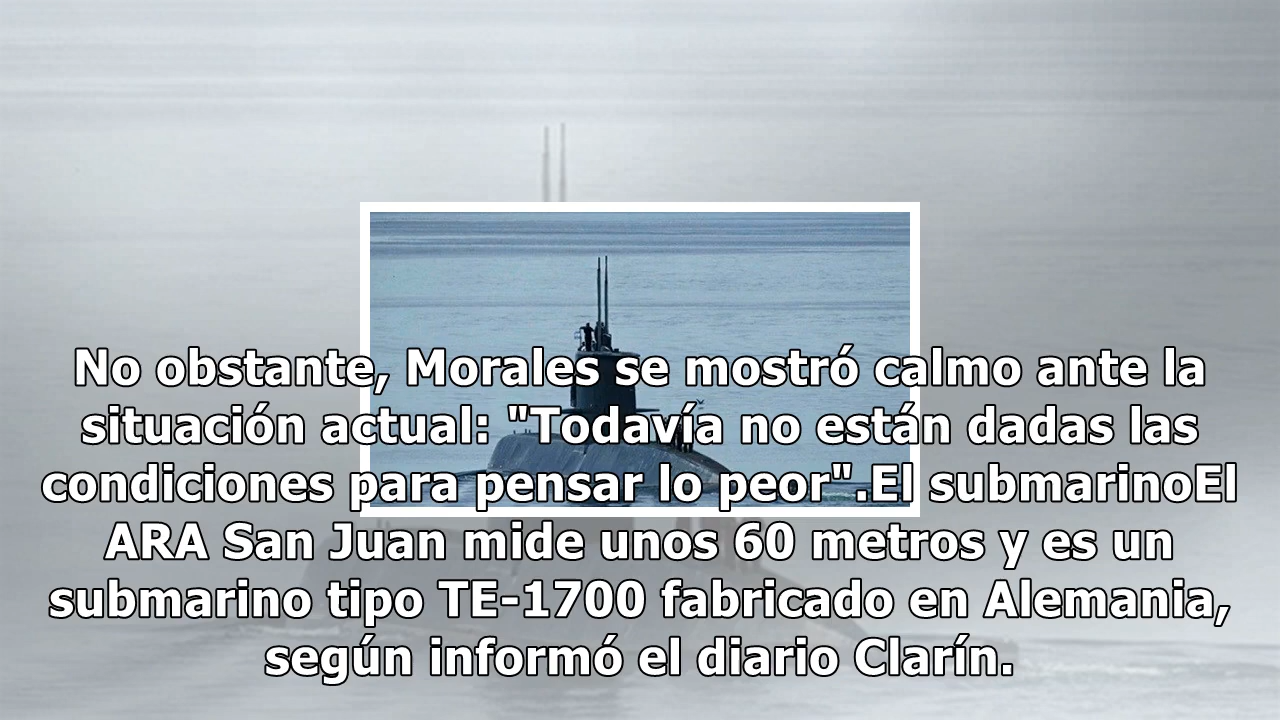 No obstante, Morales se mostró calmo ante la
situación actual: "Todavía no están dadas las
condiciones para pensar lo peor".El submarinoEl
ARA San Juan mide unos 60 metros y es un
submarino tipo TE-1700 fabricado en Alemania,
según informó el diario Clarín.